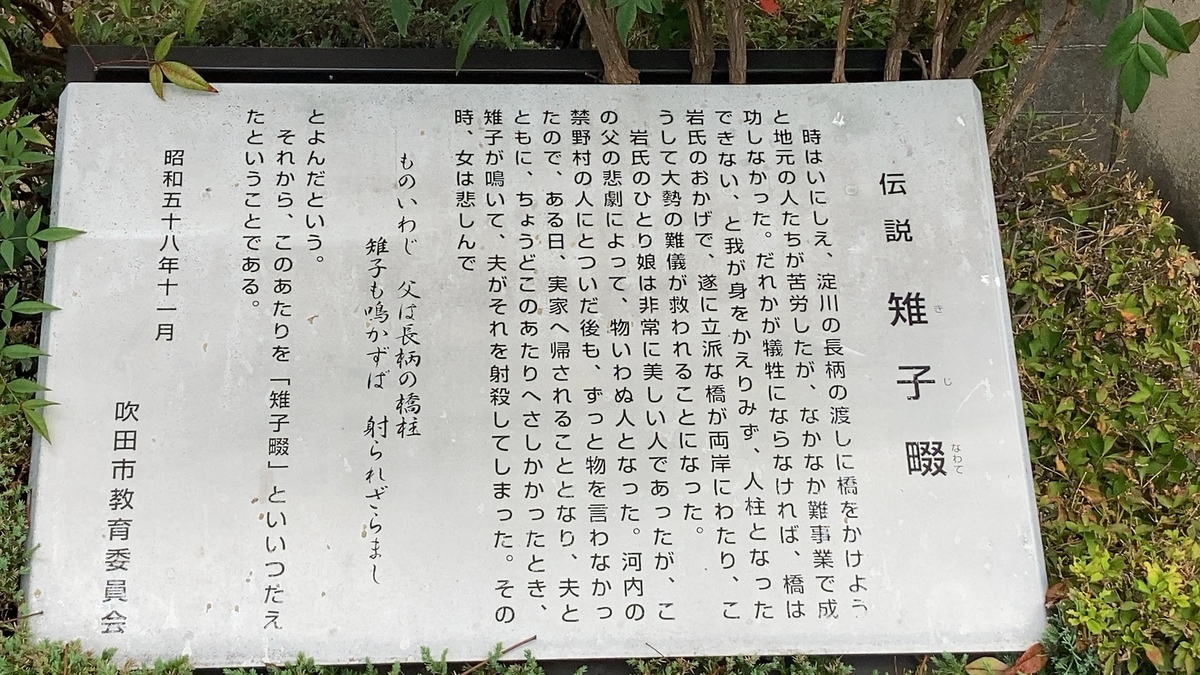 伝説 雉子畷
きじなわて
時はいにしえ、淀川の長柄の渡しに橋をかけよう
と地元の人たちが苦労したが、なかなか難事業で成
功しなかった。だれかが犠牲にならなければ、橋は
できない、と我が身をかえりみず、人柱となった
岩氏のおかげで、遂に立派な橋が両岸にわたり、こ
うして大勢の難儀が救われることになった。
岩氏のひとり娘は非常に美しい人であったが、こ
の父の悲劇によって、物いわぬ人となった。河内の
禁野村の人にとついだ後も、ずっと物を言わなかっ
たので、ある日、実家へ帰されることとなり、夫と
ともに、ちょうどこのあたりへさしかかったとき、
雉子が鳴いて、夫がそれを射殺してしまった。その
時、女は悲しんで
ものいわじ 父は長柄の橋柱
雉子も鳴かずば 射られざらまし
とよんだという。
それから、このあたりを「雉子畷」といいつたえ
たということである。
昭和五十八年十一月
吹田市教育委員会